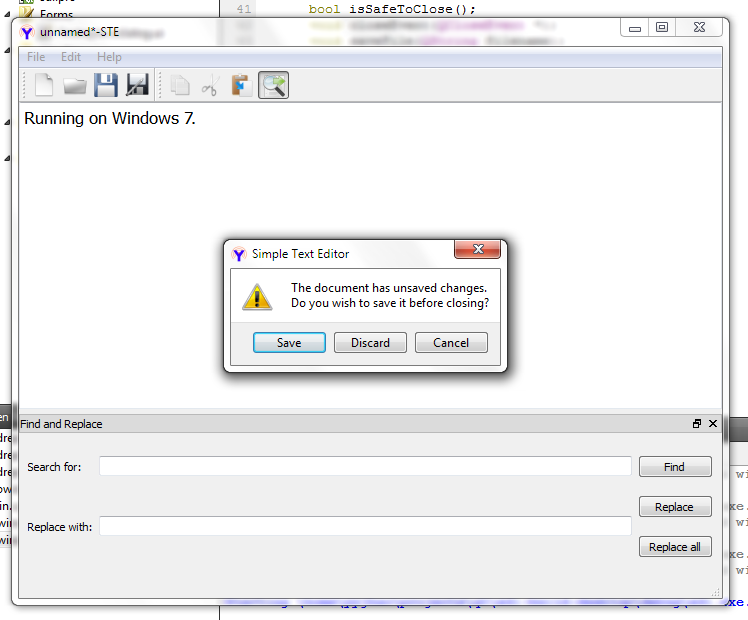 Forms
41 bool isSafeToClose();
unnamed*-STE
File Edit Help
Running on Windows 7.
Simple Text Editor
The document has unsaved changes.
Do you wish to save it before closing?
Save Discard Cancel
Find and Replace
Search for:
Find
Replace
Replace with:
Replace all